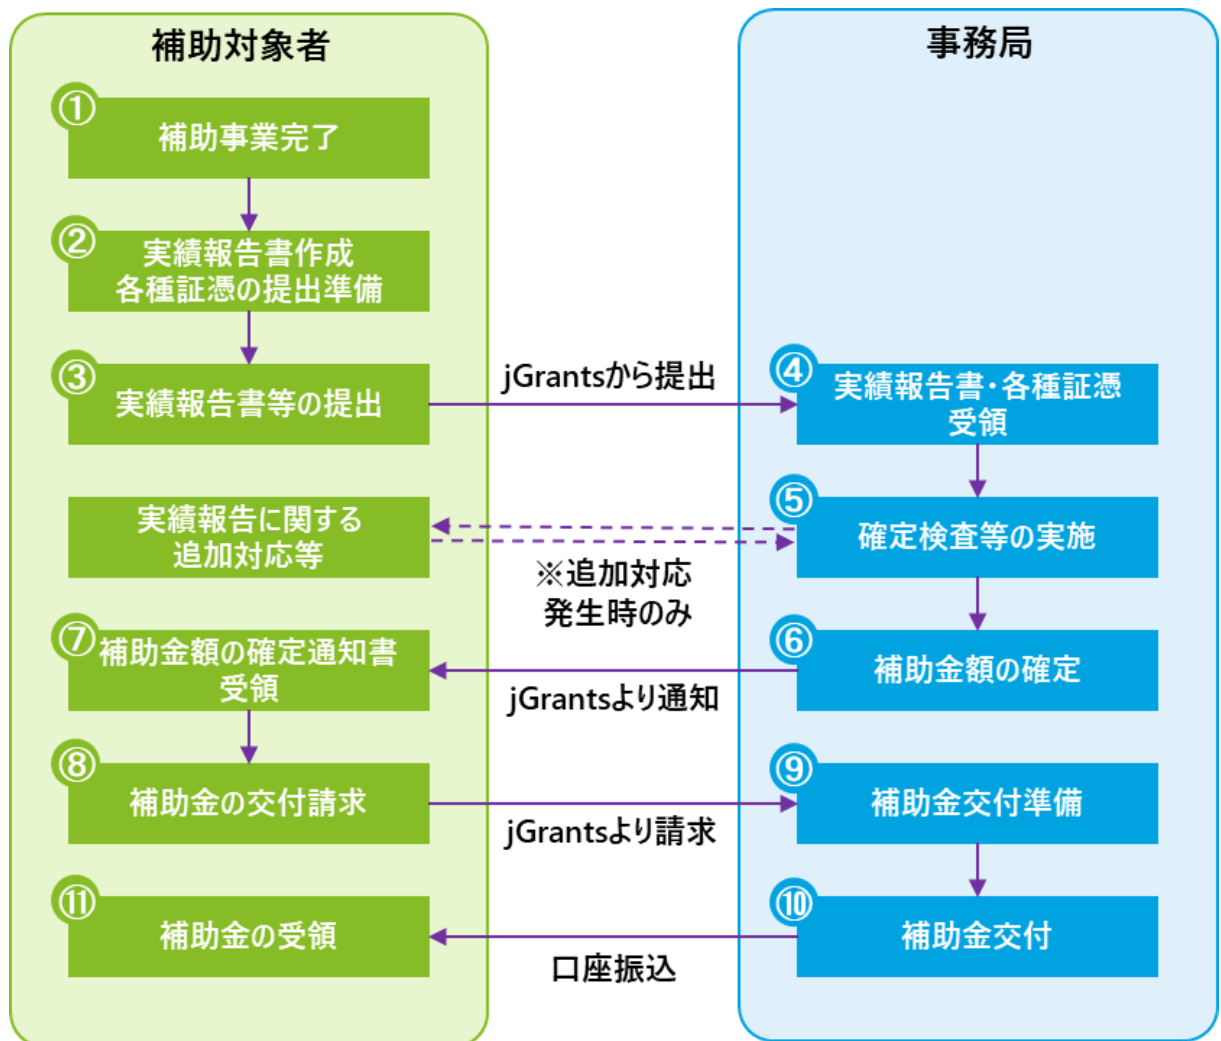 補助対象者
事務局
①
補助事業完了
②
実績報告書作成
各種証憑の提出準備
③
実績報告書等の提出
jGrantsから提出
④
実績報告書・各種証憑
受領
実績報告に関する
追加対応等
※追加対応
発生時のみ
⑤
確定検査等の実施
⑥
補助金額の確定
jGrantsより通知
⑦
補助金額の確定通知書
受領
⑧
補助金の交付請求
jGrantsより請求
⑨
補助金交付準備
⑩
補助金交付
口座振込
⑪
補助金の受領